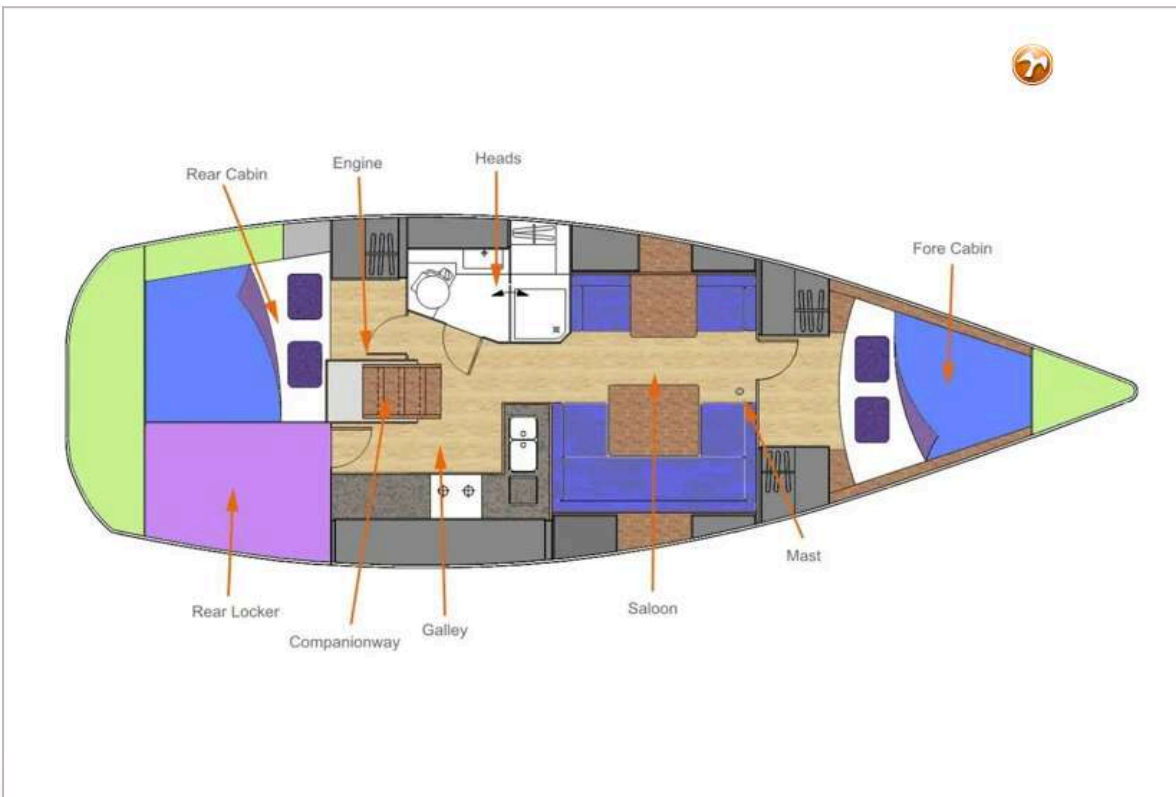 Heads
Engine
Rear Cabin
Fore Cabin
Mast
Saloon
Rear Locker
Galley
Companionway